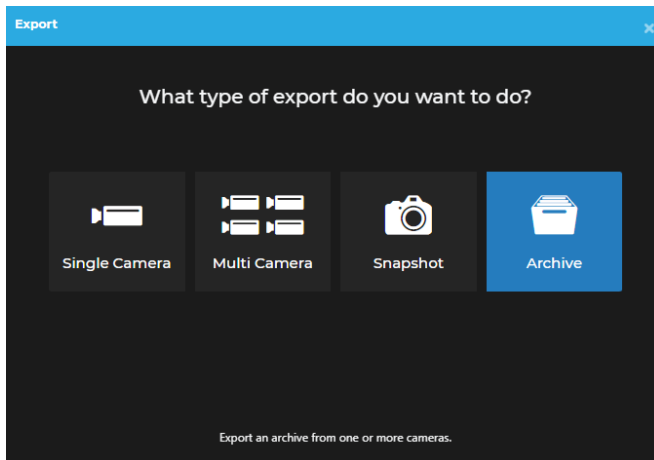 Export
What type of export do you want to do?
Single Camera
Multi Camera
Snapshot
Archive
Export an archive from one or more cameras.